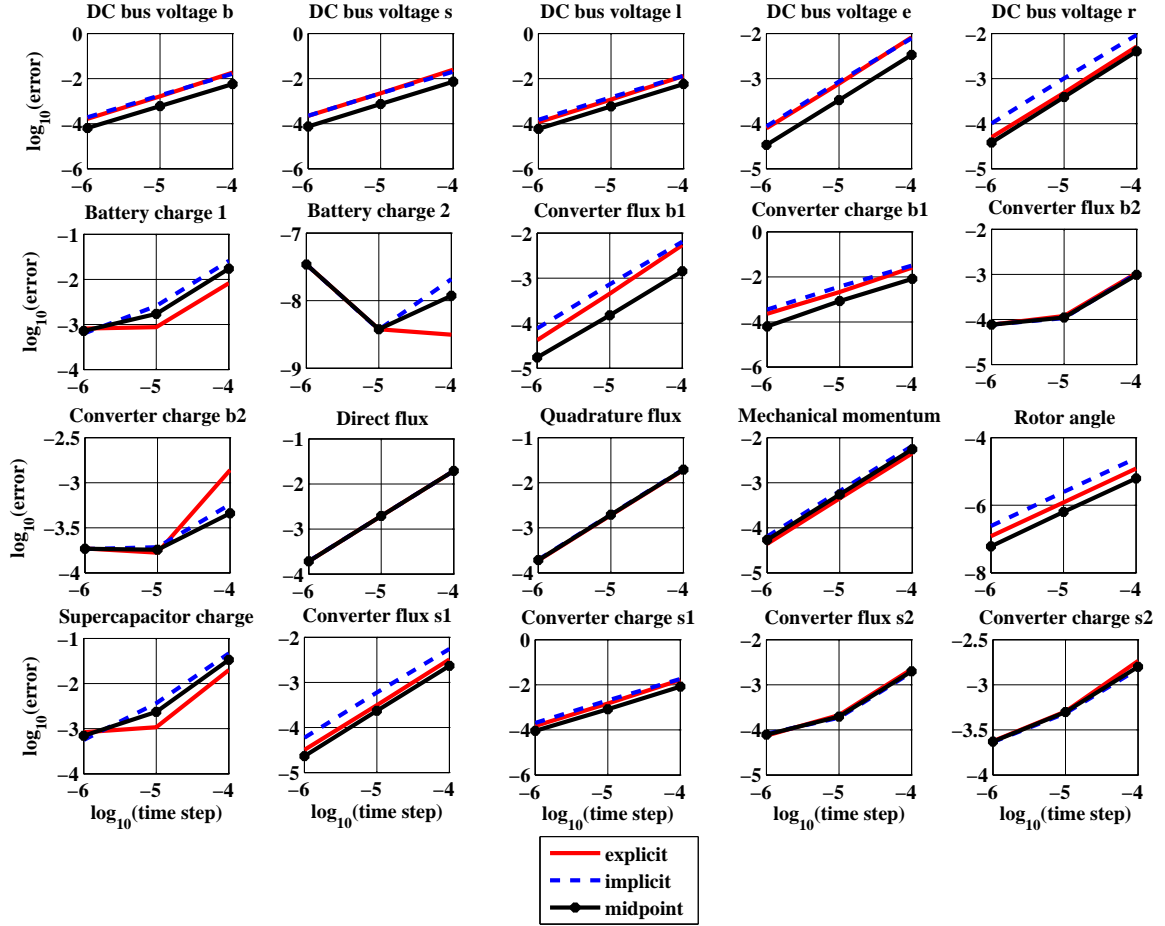 DC bus voltage b
DC bus voltage s
DC bus voltage l
DC bus voltage e
DC bus voltage r
log10(error)
0
−2
−4
−6
−6 −5 −4
0
−2
−4
−6
−6 −5 −4
0
−2
−4
−6
−6 −5 −4
−2
−3
−4
−5
−6 −5 −4
−2
−3
−4
−5
−6 −5 −4
Battery charge 1
Battery charge 2
Converter flux b1
Converter charge b1
Converter flux b2
log10(error)
−1
−2
−3
−4
−6 −5 −4
−7
−8
−9
−6 −5 −4
−2
−3
−4
−5
−6 −5 −4
0
−2
−4
−6
−6 −5 −4
−2
−3
−4
−5
−6 −5 −4
Converter charge b2
Direct flux
Quadrature flux
Mechanical momentum
Rotor angle
log10(error)
−2.5
−3
−3.5
−4
−6 −5 −4
−1
−2
−3
−4
−6 −5 −4
−1
−2
−3
−4
−6 −5 −4
−2
−3
−4
−5
−6 −5 −4
−4
−6
−8
−6 −5 −4
Supercapacitor charge
Converter flux s1
Converter charge s1
Converter flux s2
Converter charge s2
log10(error)
−1
−2
−3
−4
−6 −5 −4
log10(time step)
−2
−3
−4
−5
−6 −5 −4
log10(time step)
0
−2
−4
−6
−6 −5 −4
log10(time step)
−2
−3
−4
−5
−6 −5 −4
log10(time step)
−2.5
−3
−3.5
−4
−6 −5 −4
log10(time step)
explicit
implicit
midpoint